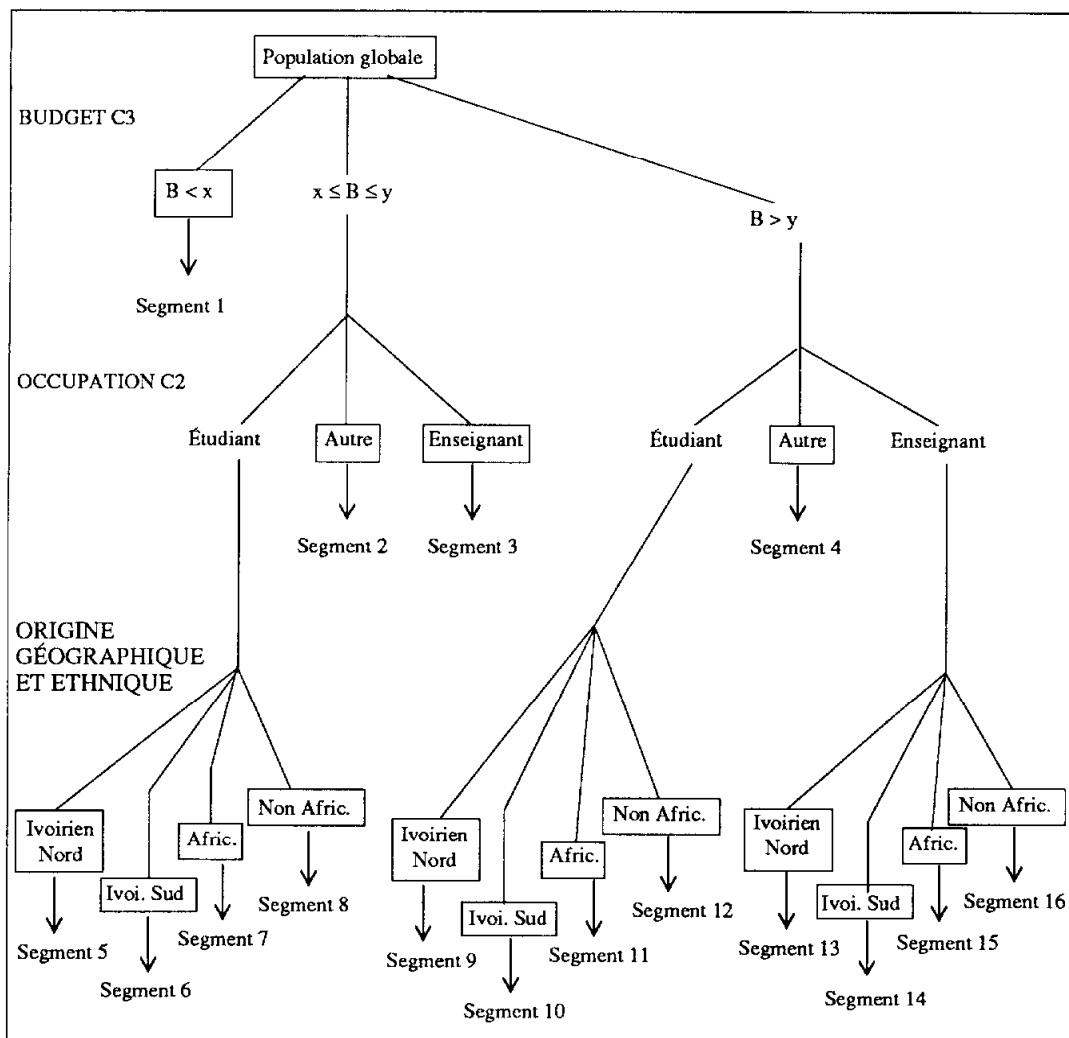 Population globale
BUDGET C3
B < x
x ≤ B ≤ y
B > y
Segment 1
OCCUPATION C2
Étudiant
Autre
Enseignant
Étudiant
Autre
Enseignant
Segment 2
Segment 3
Segment 4
ORIGINE
GÉOGRAPHIQUE
ET ETHNIQUE
Ivoirien
Nord
Ivoi. Sud
Afric.
Non Afric.
Ivoirien
Nord
Ivoi. Sud
Afric.
Non Afric.
Ivoirien
Nord
Ivoi. Sud
Afric.
Non Afric.
Segment 5
Segment 6
Segment 7
Segment 8
Segment 9
Segment 10
Segment 11
Segment 12
Segment 13
Segment 14
Segment 15
Segment 16